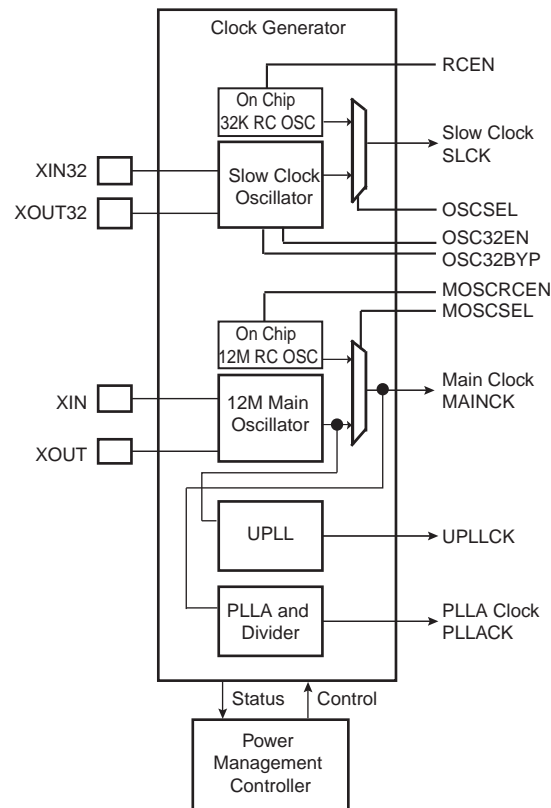 Clock Generator
RCEN
On Chip
32K RC OSC
Slow Clock
SLCK
XIN32
Slow Clock
Oscillator
XOUT32
OSCSEL
OSC32EN
OSC32BYP
MOSCRCEN
MOSCSEL
On Chip
12M RC OSC
Main Clock
MAINCK
XIN
12M Main
Oscillator
XOUT
UPLL
UPLLCK
PLLA and
Divider
PLLA Clock
PLLACK
Status
Control
Power
Management
Controller